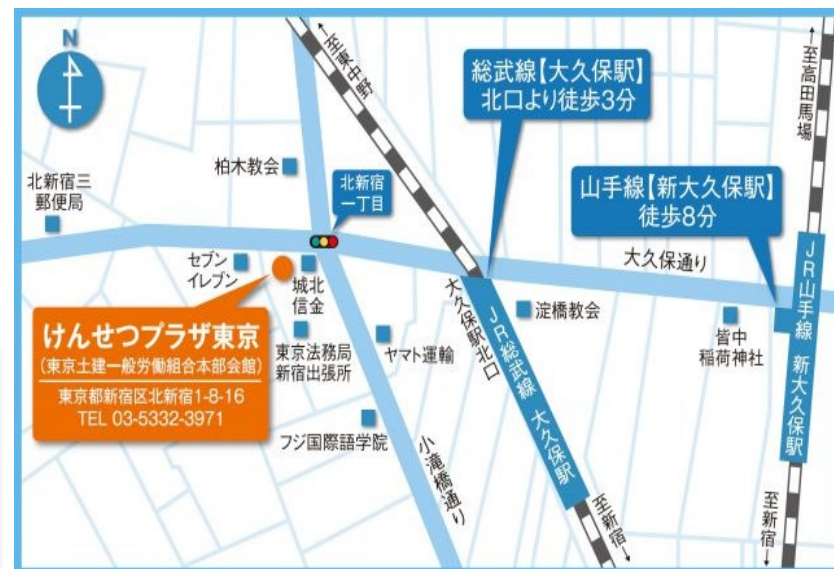 N
←至東中野
総武線【大久保駅】
北口より徒歩3分
←至高田馬場
柏木教会
北新宿
一丁目
北新宿三
郵便局
山手線【新大久保駅】
徒歩8分
セブン
イレブン
城北
信金
大久保通り
大久保駅北口
JR総武線 大久保駅
淀橋教会
皆中
稲荷神社
JR山手線 新大久保駅
けんせつプラザ東京
(東京土建一般労働組合本部会館)
東京都新宿区北新宿1-8-16
TEL 03-5332-3971
東京法務局
新宿出張所
ヤマト運輸
フジ国際語学院
小滝橋通り
至新宿→
至新宿→